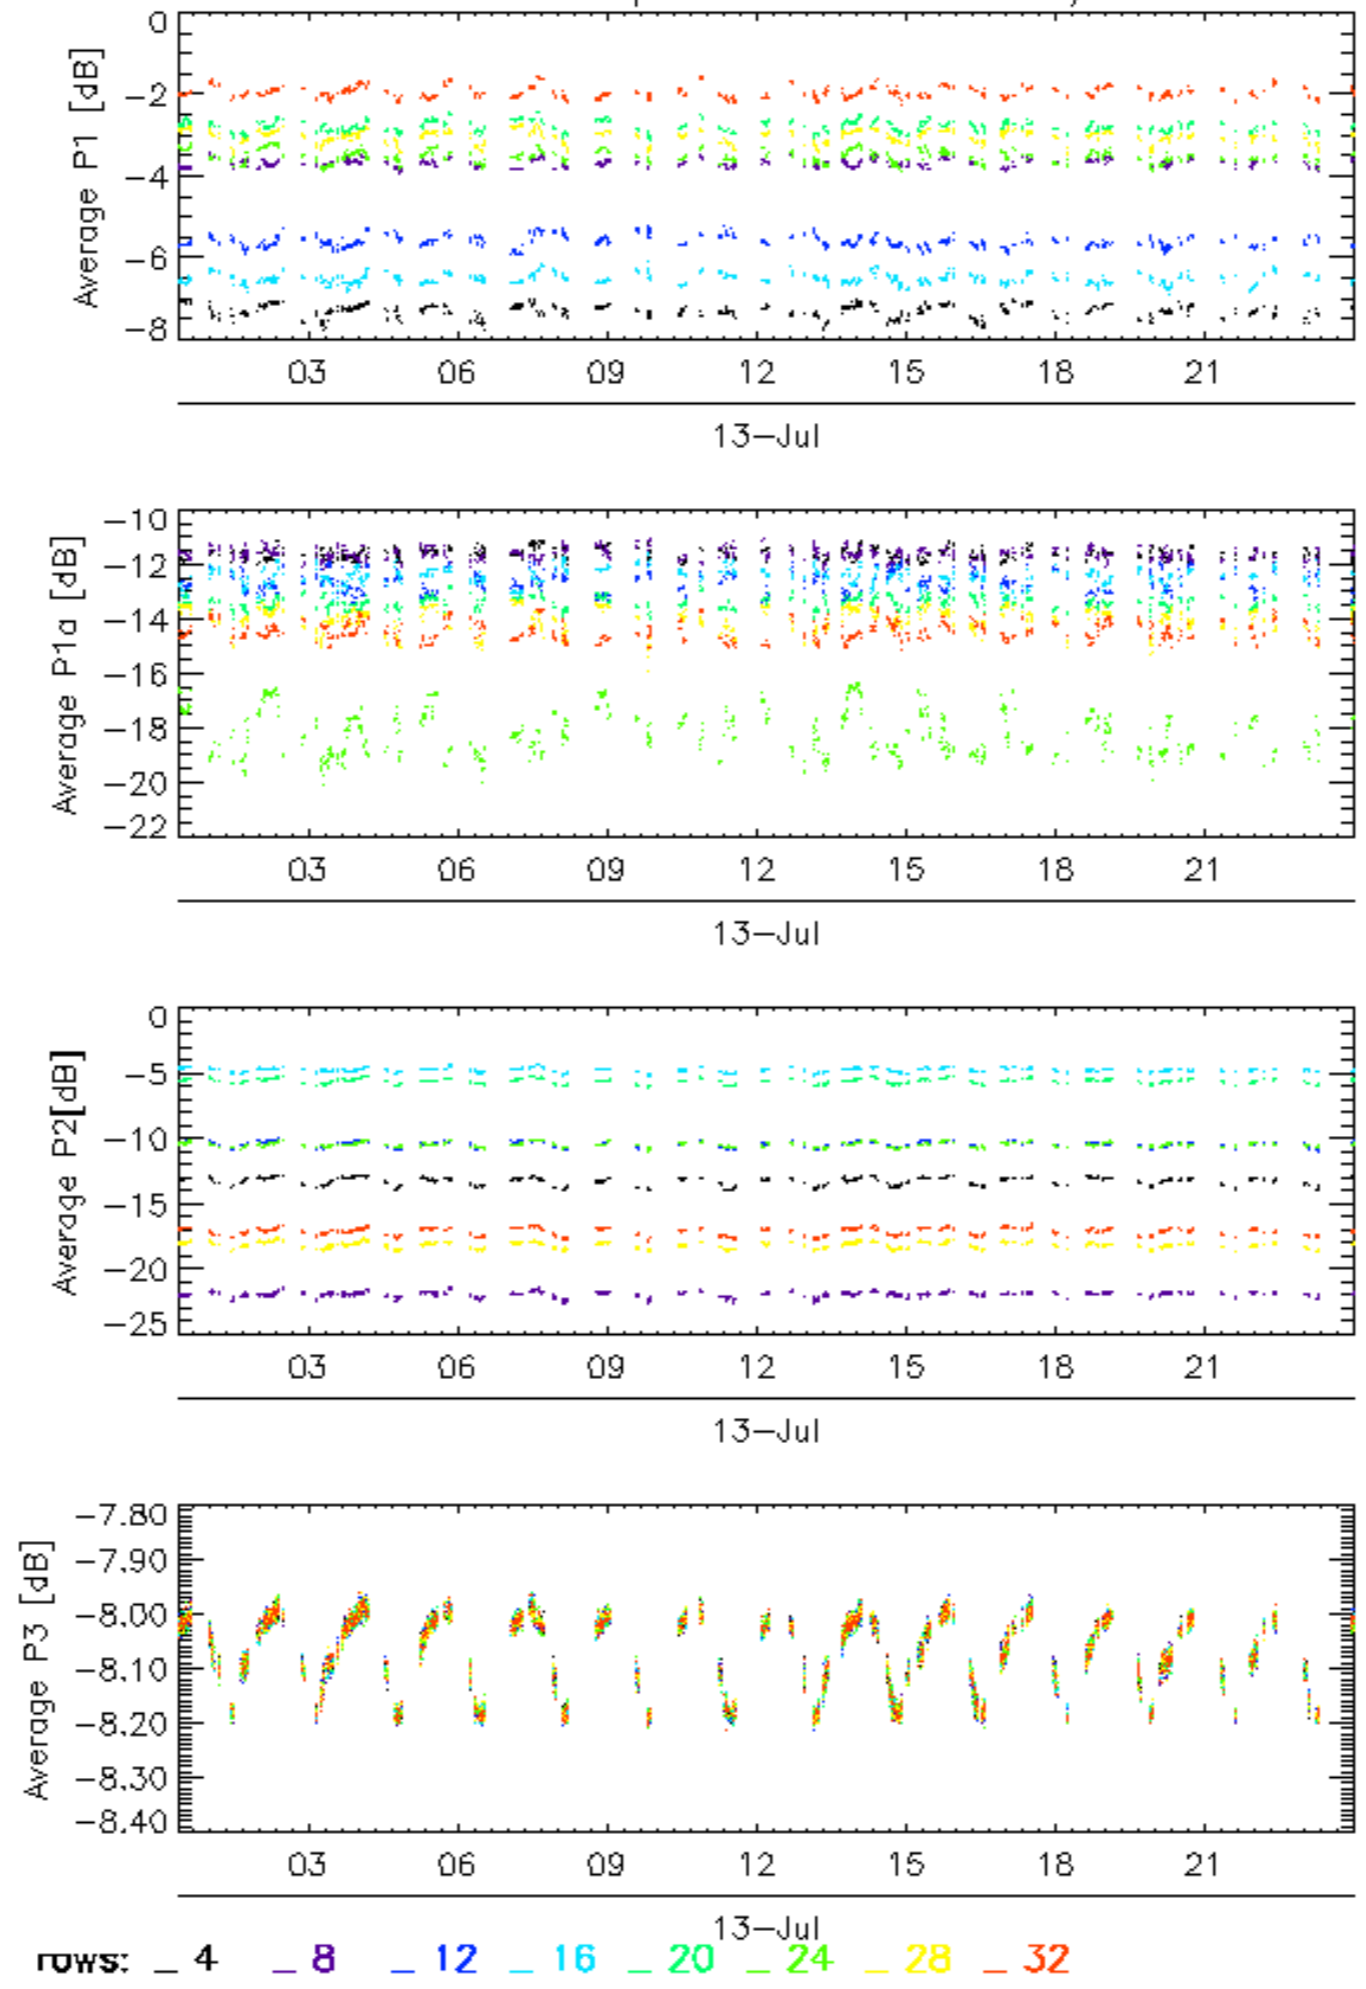 0
Average P1 [dB]
-2
-4
-6
-8
03 06 09 12 15 18 21
13-Jul
-10
Average P1a [dB]
-12
-14
-16
-18
-20
-22
03 06 09 12 15 18 21
13-Jul
0
Average P2[dB]
-5
-10
-15
-20
-25
03 06 09 12 15 18 21
13-Jul
-7.80
Average P3 [dB]
-7.90
-8.00
-8.10
-8.20
-8.30
-8.40
03 06 09 12 15 18 21
13-Jul
rows: _ 4 _ 8 _ 12 _ 16 _ 20 _ 24 _ 28 _ 32